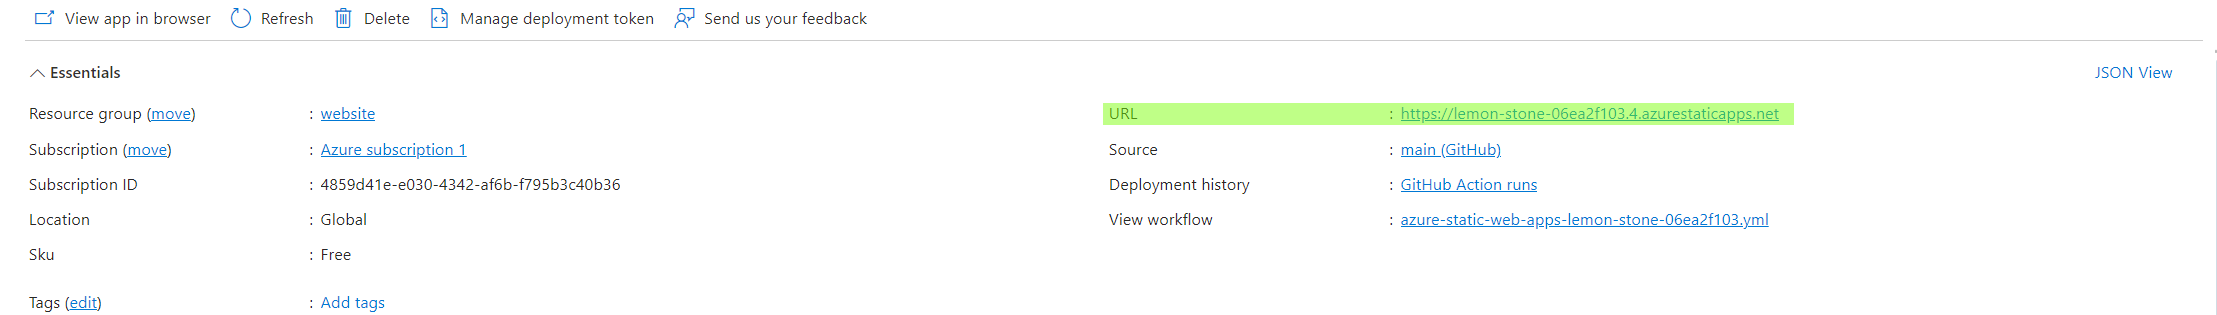 View app in browser Refresh Delete Manage deployment token Send us your feedback
Essentials JSON View
Resource group (move) : website
URL : https://lemon-stone-06ea2f103.4.azurestaticapps.net
Subscription (move) : Azure subscription 1
Source : main (GitHub)
Subscription ID : 4859d41e-e030-4342-af6b-f795b3c40b36
Deployment history : GitHub Action runs
Location : Global
View workflow : azure-static-web-apps-lemon-stone-06ea2f103.yml
Sku : Free
Tags (edit) : Add tags